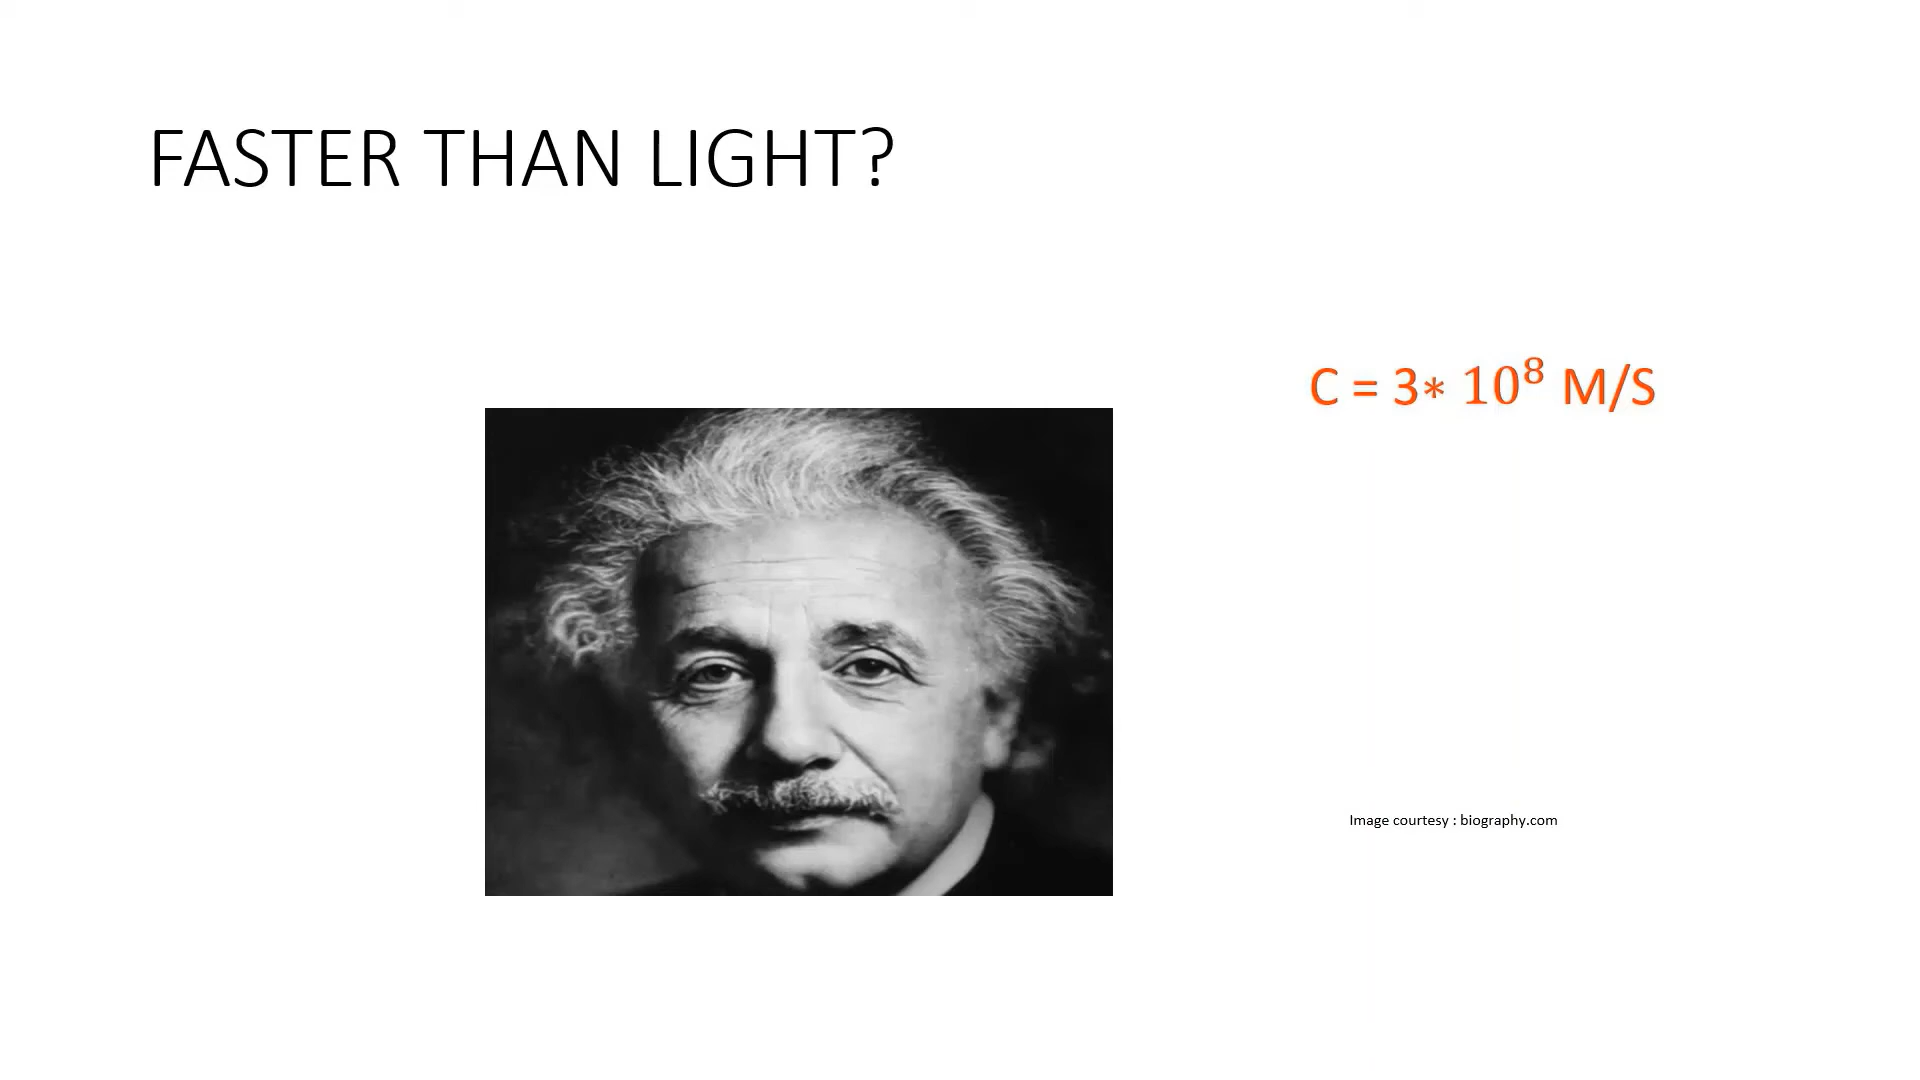 FASTER THAN LIGHT?
C = 3* 10⁸ M/S
Image courtesy : biography.com